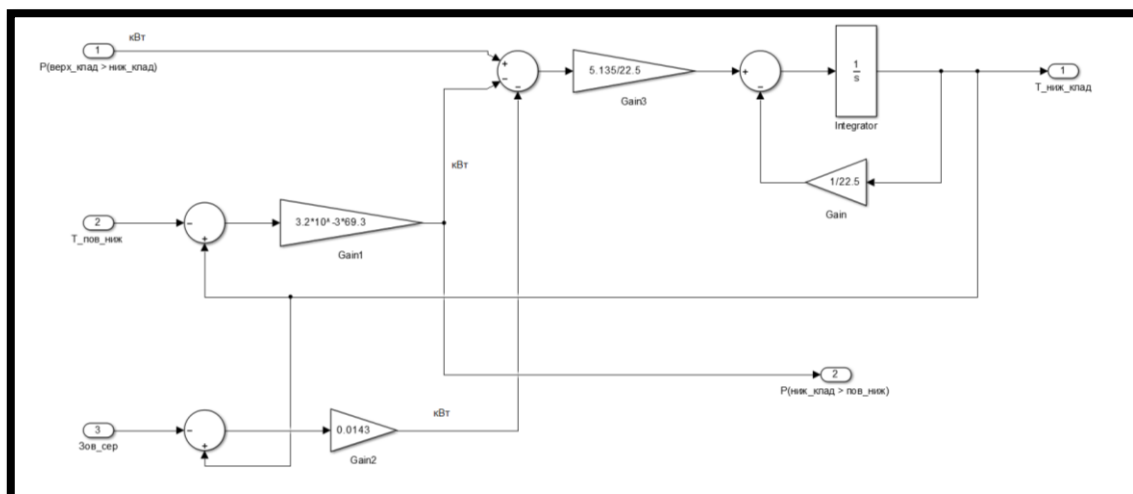 кВт
1
P(верх_клад > ниж_клад)
+
−
−
5.135/22.5
Gain3
+
−
1
s
Integrator
1
Т_ниж_клад
кВт
1/22.5
Gain
2
Т_пов_ниж
−
+
3.2*10^-3*69.3
Gain1
2
P(ниж_клад > пов_ниж)
кВт
3
Зов_сер
−
+
0.0143
Gain2